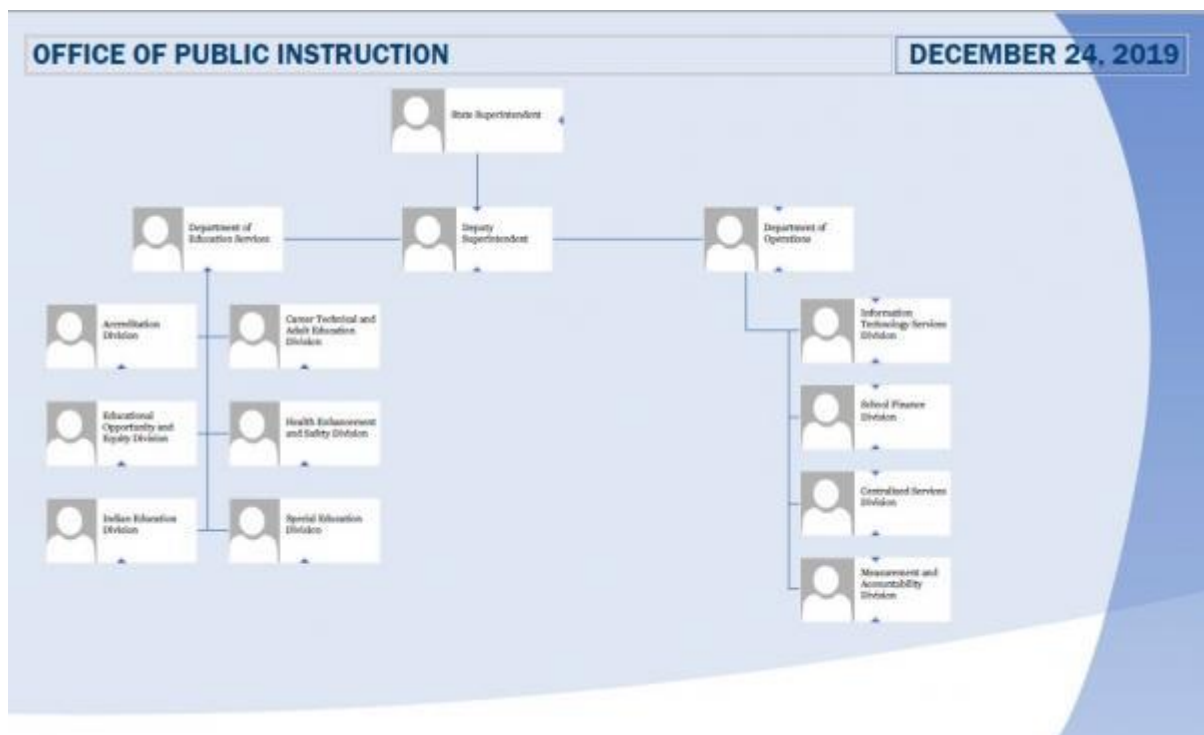 OFFICE OF PUBLIC INSTRUCTION
DECEMBER 24, 2019
State Superintendent
Department of
Education Services
Deputy
Superintendent
Department of
Operations
Accreditation
Division
Career Technical and
Adult Education
Division
Information
Technology Services
Division
Educational
Opportunity and
Equity Division
Health Enhancement
and Safety Division
School Finance
Division
Indian Education
Division
Special Education
Division
Centralized Services
Division
Measurement and
Accountability
Division